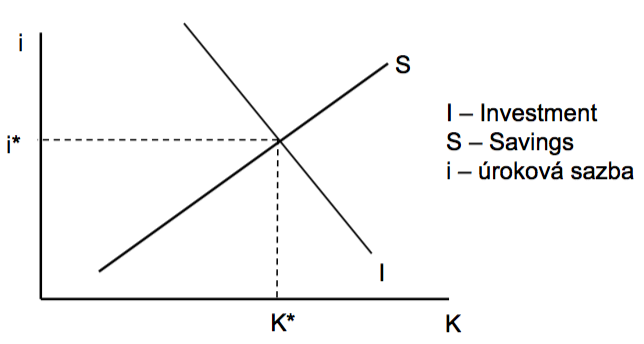 i
S
I – Investment
S – Savings
i – úroková sazba
i*
I
K*
K